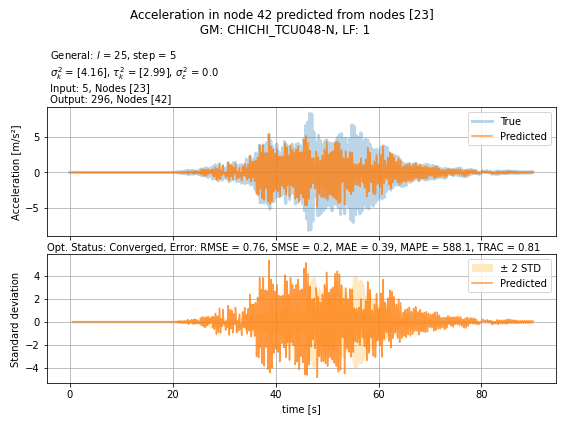 Acceleration in node 42 predicted from nodes [23]
GM: CHICHI_TCU048-N, LF: 1
General: l = 25, step = 5
σ²ₖ = [4.16], τ²ₖ = [2.99], σ²ε = 0.0
Input: 5, Nodes [23]
Output: 296, Nodes [42]
True
Predicted
Acceleration [m/s²]
5
0
−5
Opt. Status: Converged, Error: RMSE = 0.76, SMSE = 0.2, MAE = 0.39, MAPE = 588.1, TRAC = 0.81
± 2 STD
Predicted
Standard deviation
4
2
0
−2
−4
0 20 40 60 80
time [s]